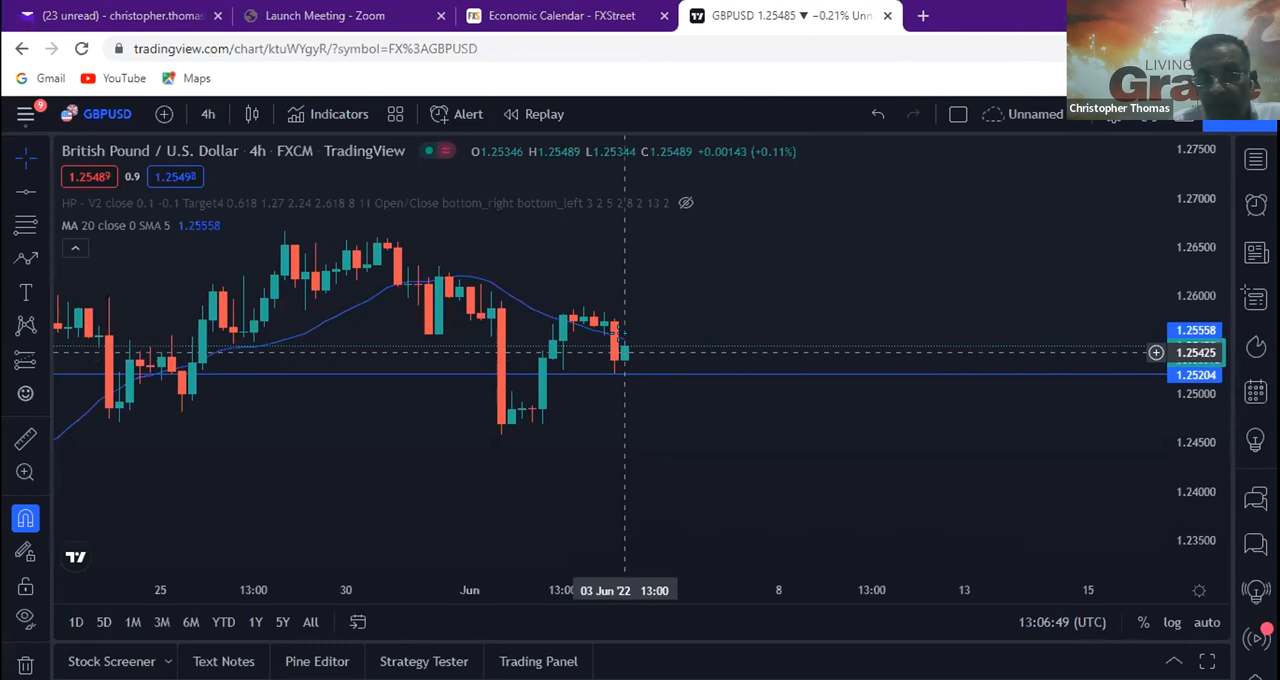 (23 unread) - christopher.thomas
Launch Meeting - Zoom
Economic Calendar - FXStreet
GBPUSD 1.25485 ▼ −0.21% Unn
tradingview.com/chart/ktuWYgyR/?symbol=FX%3AGBPUSD
Gmail
YouTube
Maps
LIVING
Gra
Christopher Thomas
9
GBPUSD
4h
Indicators
Alert
Replay
Unnamed
British Pound / U.S. Dollar · 4h · FXCM · TradingView
O1.25346 H1.25489 L1.25344 C1.25489 +0.00143 (+0.11%)
1.25489
0.9
1.25498
HP - V2 close 0.1 -0.1 Target4 0.618 1.27 2.24 2.618 8 11 Open/Close bottom_right bottom_left 3 2 5 2 8 2 13 2
MA 20 close 0 SMA 5 1.25558
1.27500
1.27000
1.26500
1.26000
1.25558
1.25425
1.25204
1.25000
1.24500
1.24000
1.23500
25
13:00
30
Jun
13:00
03 Jun '22 13:00
8
13:00
13
15
1D
5D
1M
3M
6M
YTD
1Y
5Y
All
13:06:49 (UTC)
%
log
auto
Stock Screener
Text Notes
Pine Editor
Strategy Tester
Trading Panel